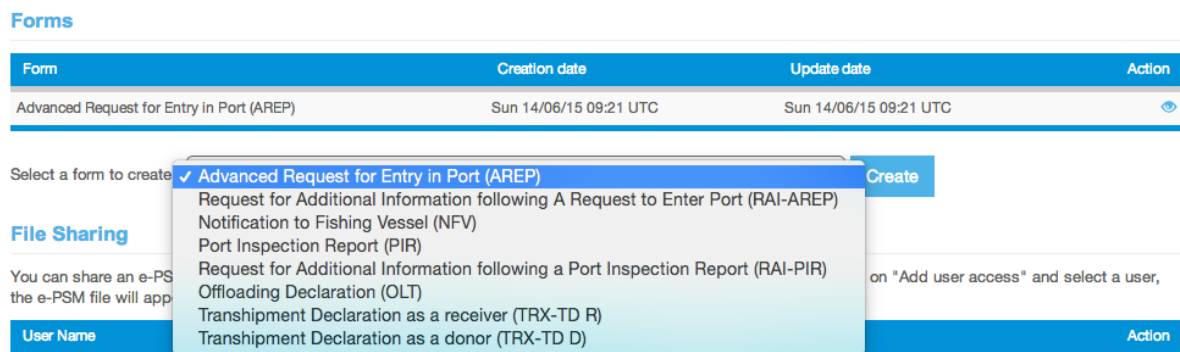 Forms
Form Creation date Update date Action
Advanced Request for Entry in Port (AREP) Sun 14/06/15 09:21 UTC Sun 14/06/15 09:21 UTC
Select a form to create ✓ Advanced Request for Entry in Port (AREP) Create
Request for Additional Information following A Request to Enter Port (RAI-AREP)
Notification to Fishing Vessel (NFV)
File Sharing Port Inspection Report (PIR)
Request for Additional Information following a Port Inspection Report (RAI-PIR)
You can share an e-PS on "Add user access" and select a user,
Offloading Declaration (OLT)
the e-PSM file will app
Transhipment Declaration as a receiver (TRX-TD R)
User Name Action
Transhipment Declaration as a donor (TRX-TD D)